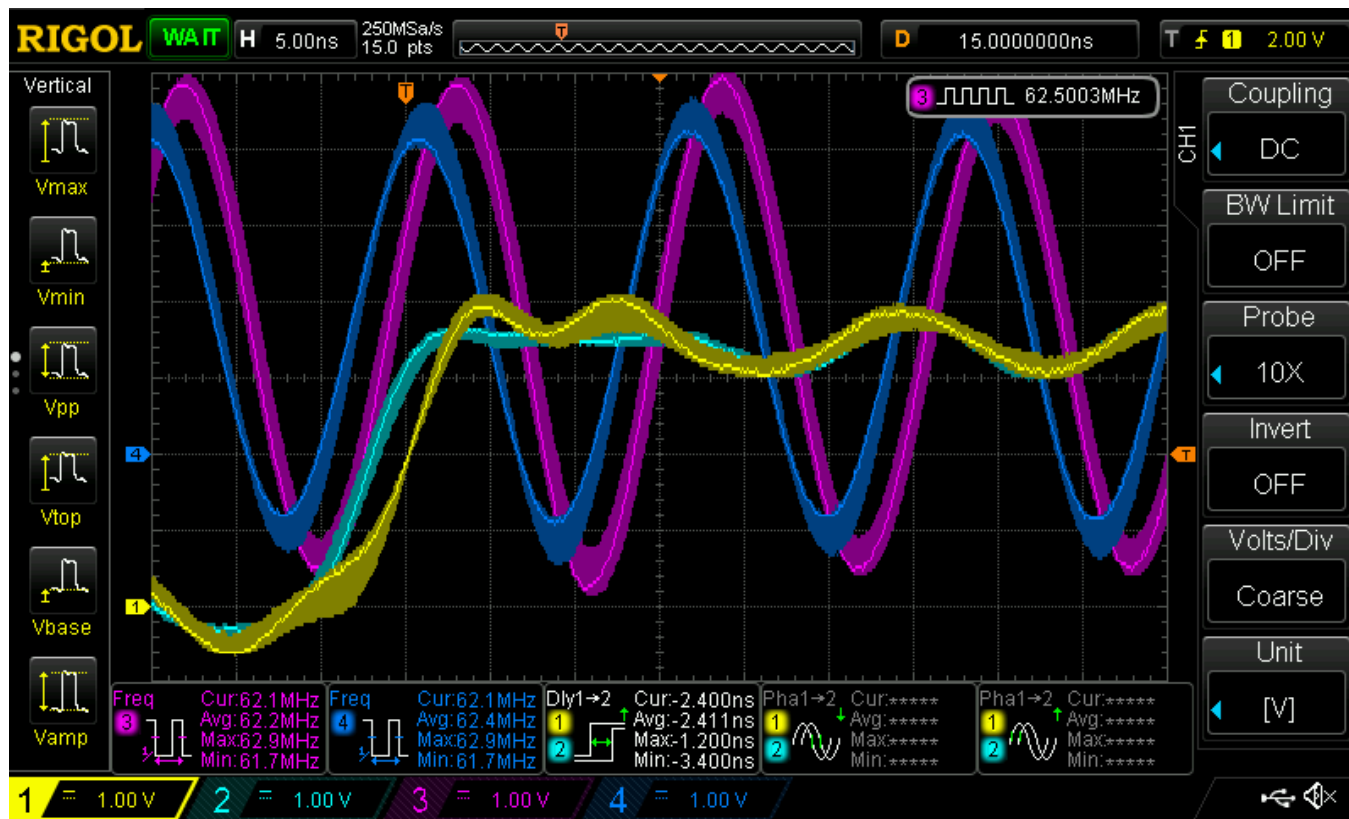 RIGOL WAIT H 5.00ns 250MSa/s
15.0 pts T D 15.0000000ns T 1 2.00 V
Vertical
Vmax
Vmin
Vpp
Vtop
Vbase
Vamp
T
3 62.5003MHz
4
1
T
CH1
Coupling
DC
BW Limit
OFF
Probe
10X
Invert
OFF
Volts/Div
Coarse
Unit
[V]
Freq Cur:62.1MHz
3 Avg:62.2MHz
Max:62.9MHz
Min:61.7MHz
Freq Cur:62.1MHz
4 Avg:62.4MHz
Max:62.9MHz
Min:61.7MHz
Dly1→2 Cur:-2.400ns
1 Avg:-2.411ns
2 Max:-1.200ns
Min:-3.400ns
Pha1→2 Cur:*****
1 Avg:*****
2 Max:*****
Min:*****
Pha1→2 Cur:*****
1 Avg:*****
2 Max:*****
Min:*****
1 = 1.00 V 2 = 1.00 V 3 = 1.00 V 4 = 1.00 V